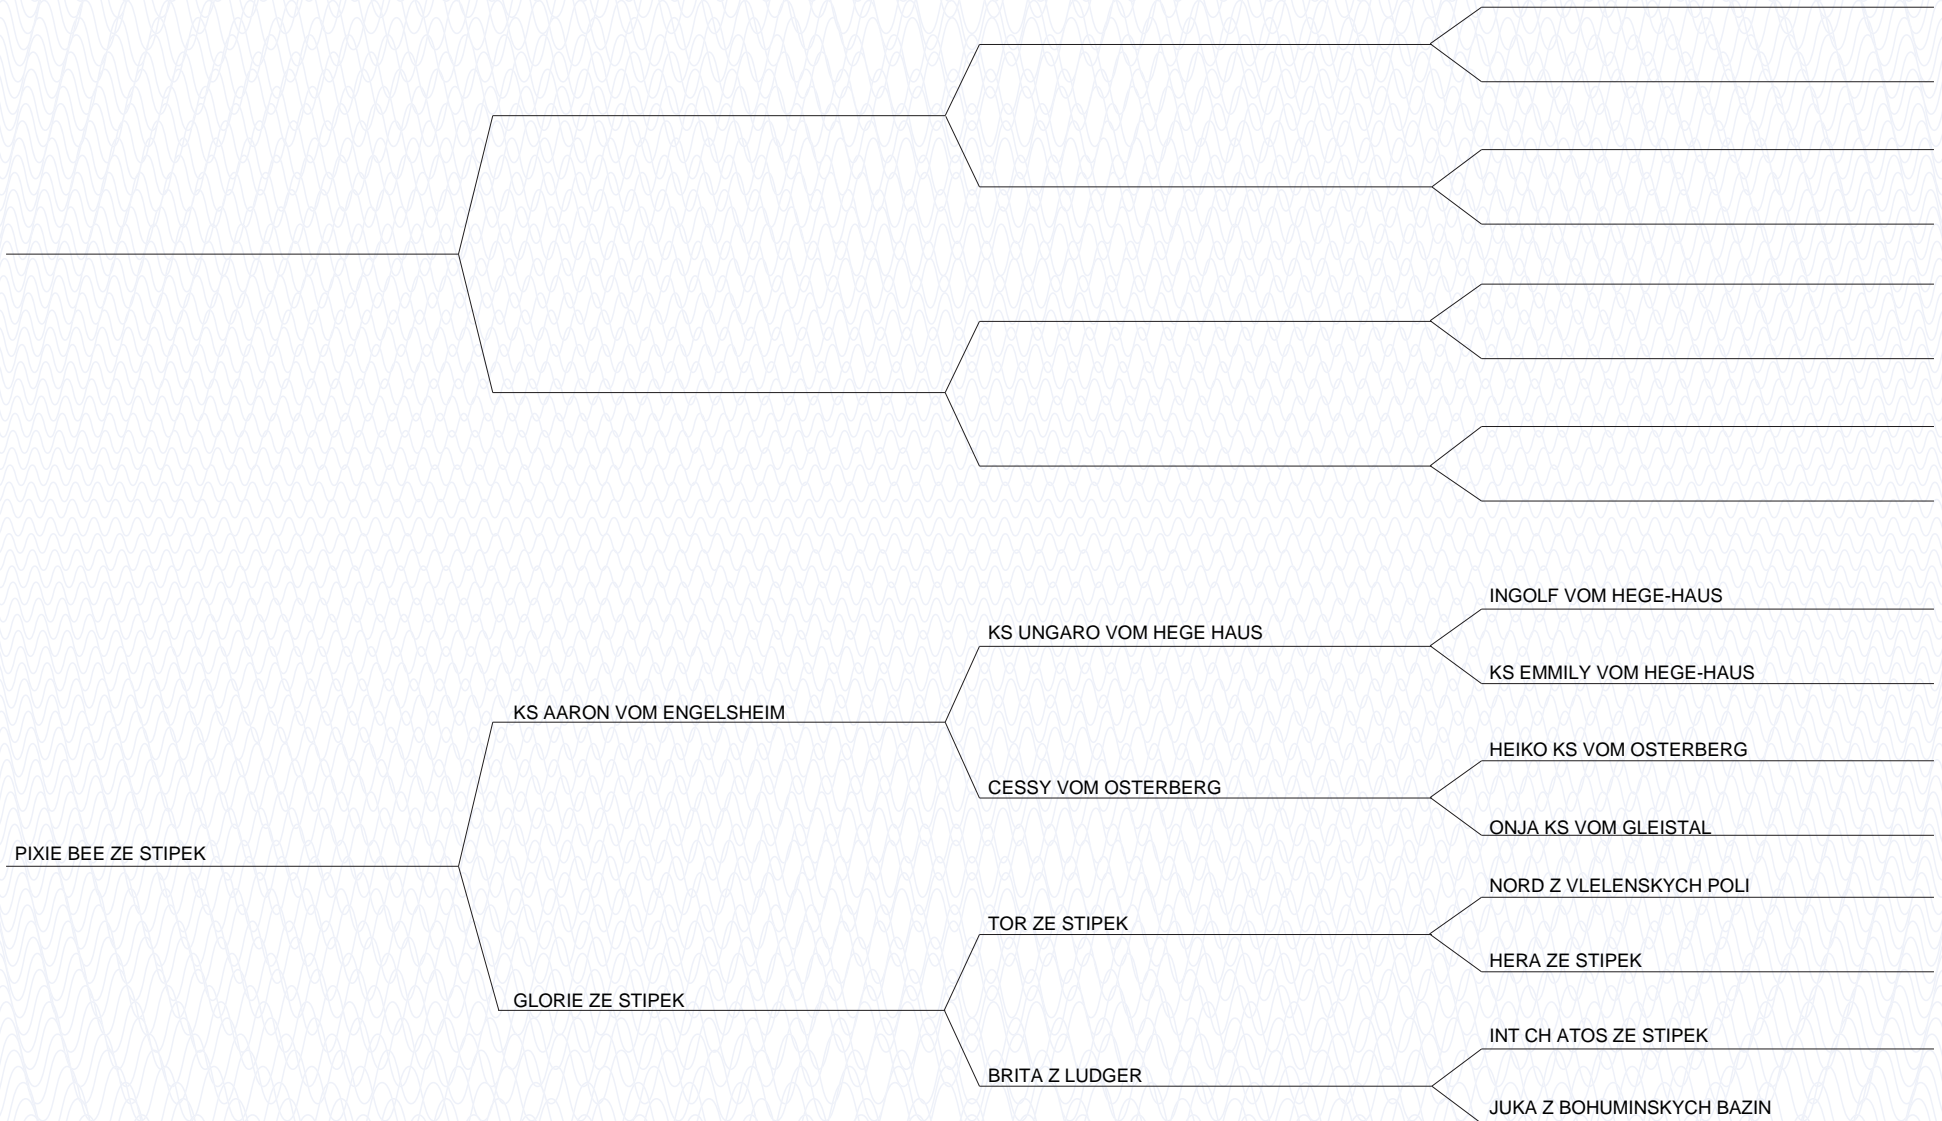 INGOLF VOM HEGE-HAUS
KS UNGARO VOM HEGE HAUS
KS EMMILY VOM HEGE-HAUS
KS AARON VOM ENGELSHEIM
HEIKO KS VOM OSTERBERG
CESSY VOM OSTERBERG
ONJA KS VOM GLEISTAL
PIXIE BEE ZE STIPEK
NORD Z VLELENSKYCH POLI
TOR ZE STIPEK
HERA ZE STIPEK
GLORIE ZE STIPEK
INT CH ATOS ZE STIPEK
BRITA Z LUDGER
JUKA Z BOHUMINSKYCH BAZIN